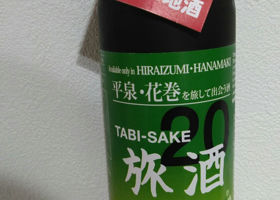 地酒
Available only in HIRAIZUMI・HANAMAKI
平泉・花巻を旅して出会う酒
20
TABI-SAKE
旅酒